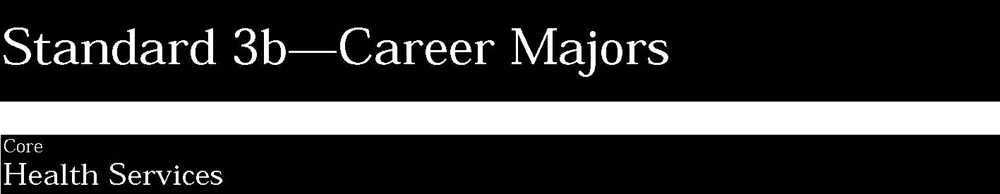 Standard 3b—Career Majors
Core
Health Services